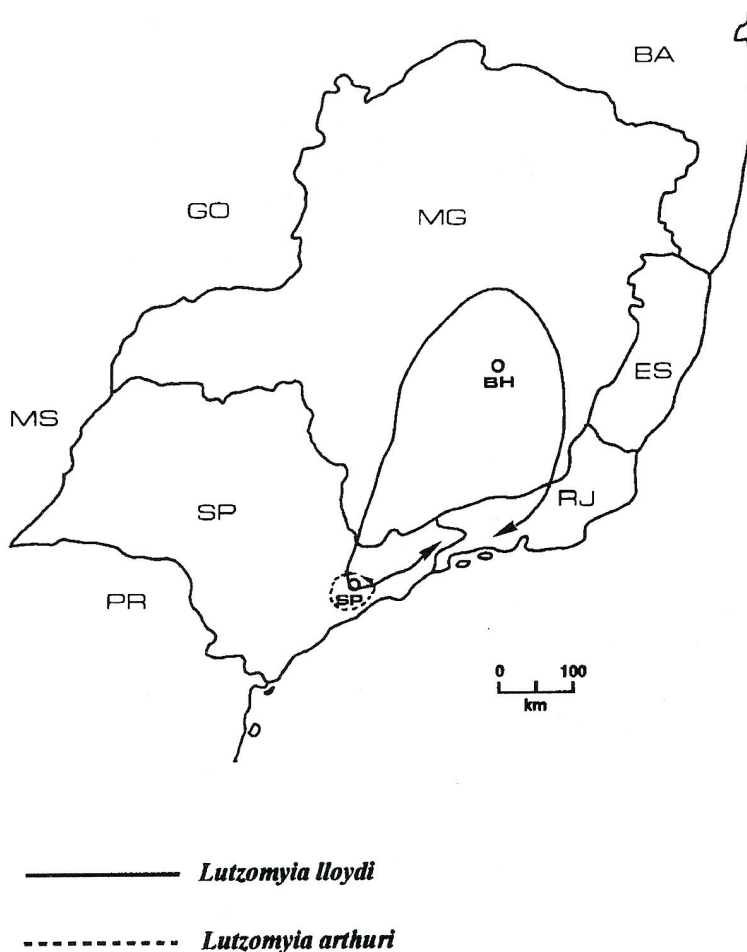 BA
GO
MG
BH
ES
MS
SP
RJ
SP
PR
0 100
km
Lutzomyia lloydi
Lutzomyia arthuri